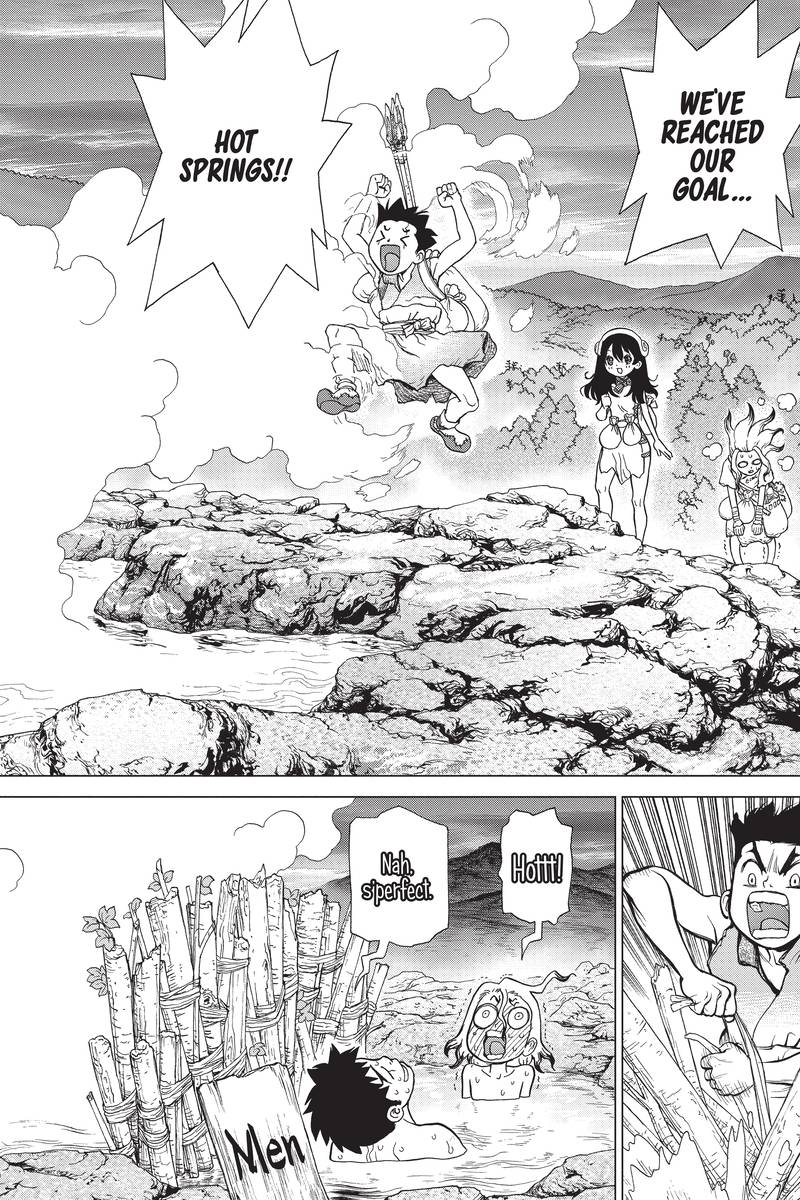 WE'VE
REACHED
OUR
GOAL...
HOT
SPRINGS!!
Hottt!
Nah,
s'perfect.
Men